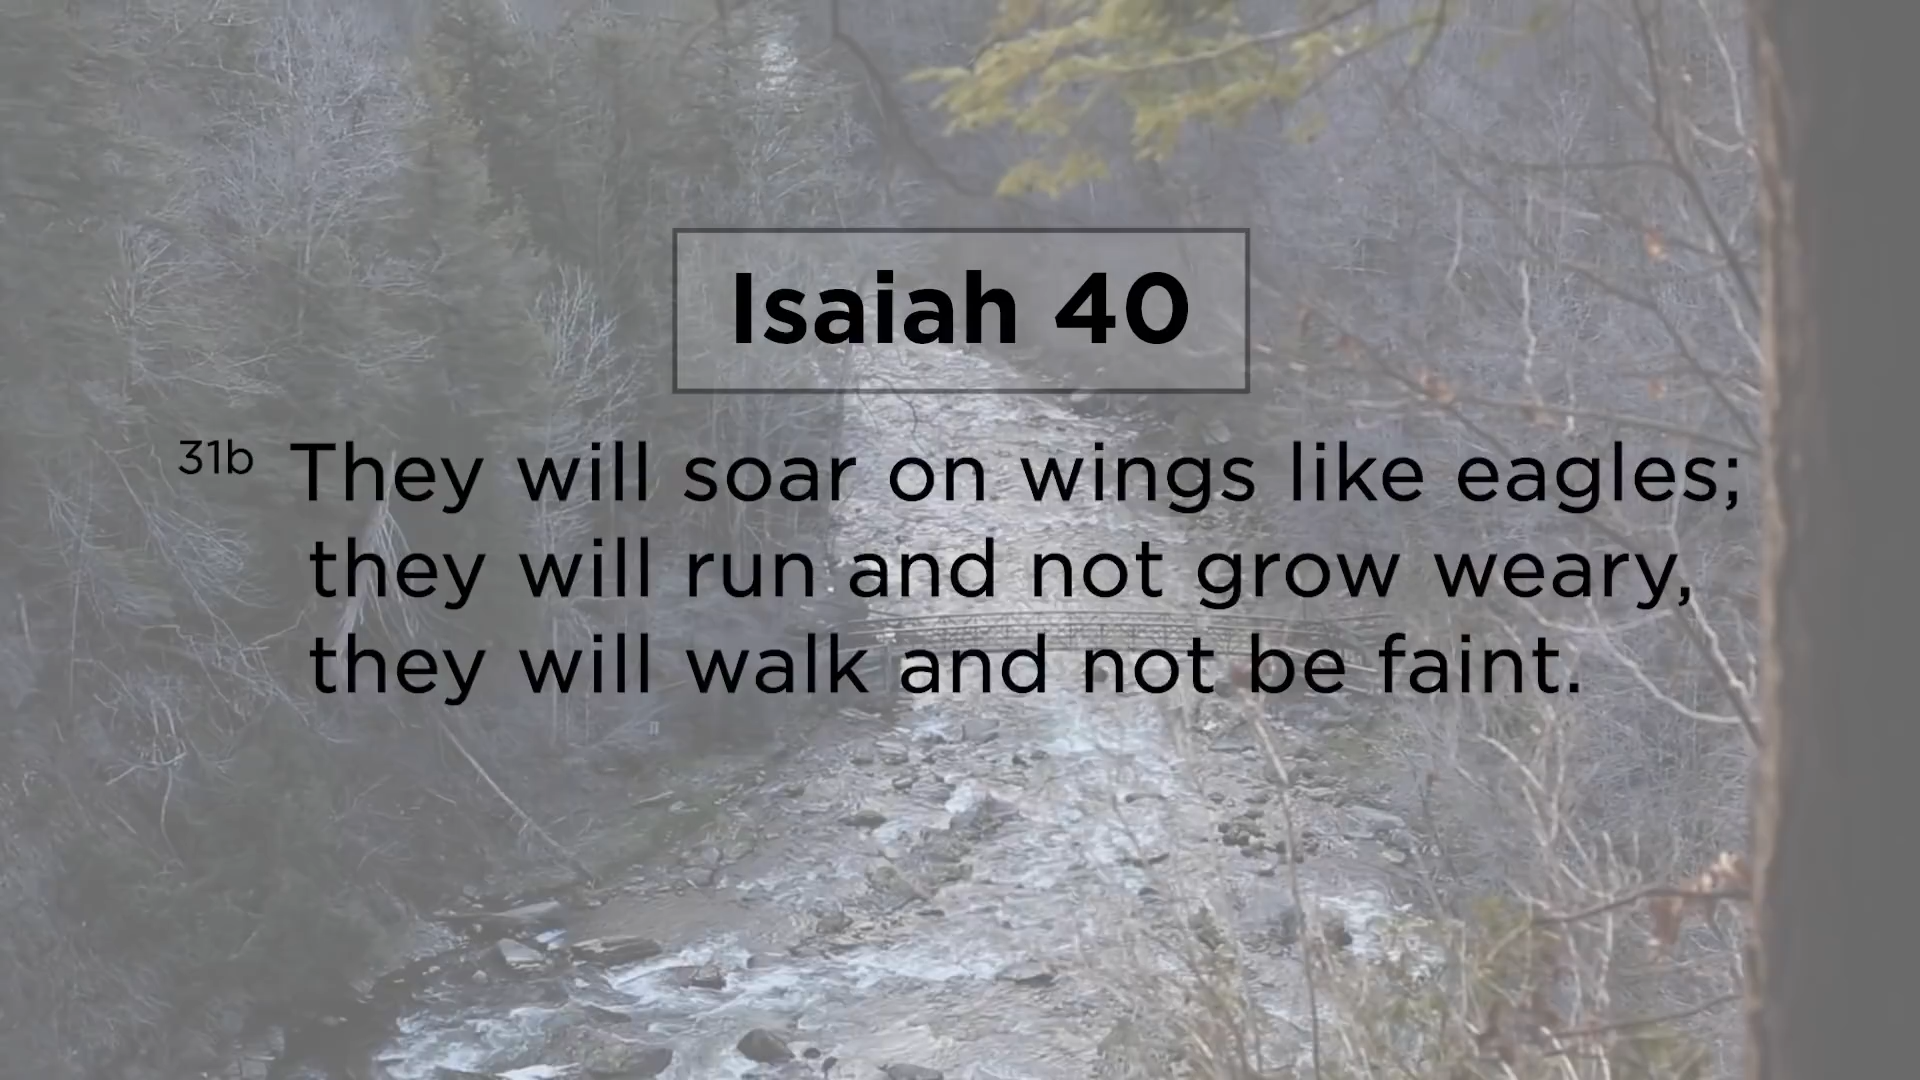 Isaiah 40
31b They will soar on wings like eagles;
they will run and not grow weary,
they will walk and not be faint.